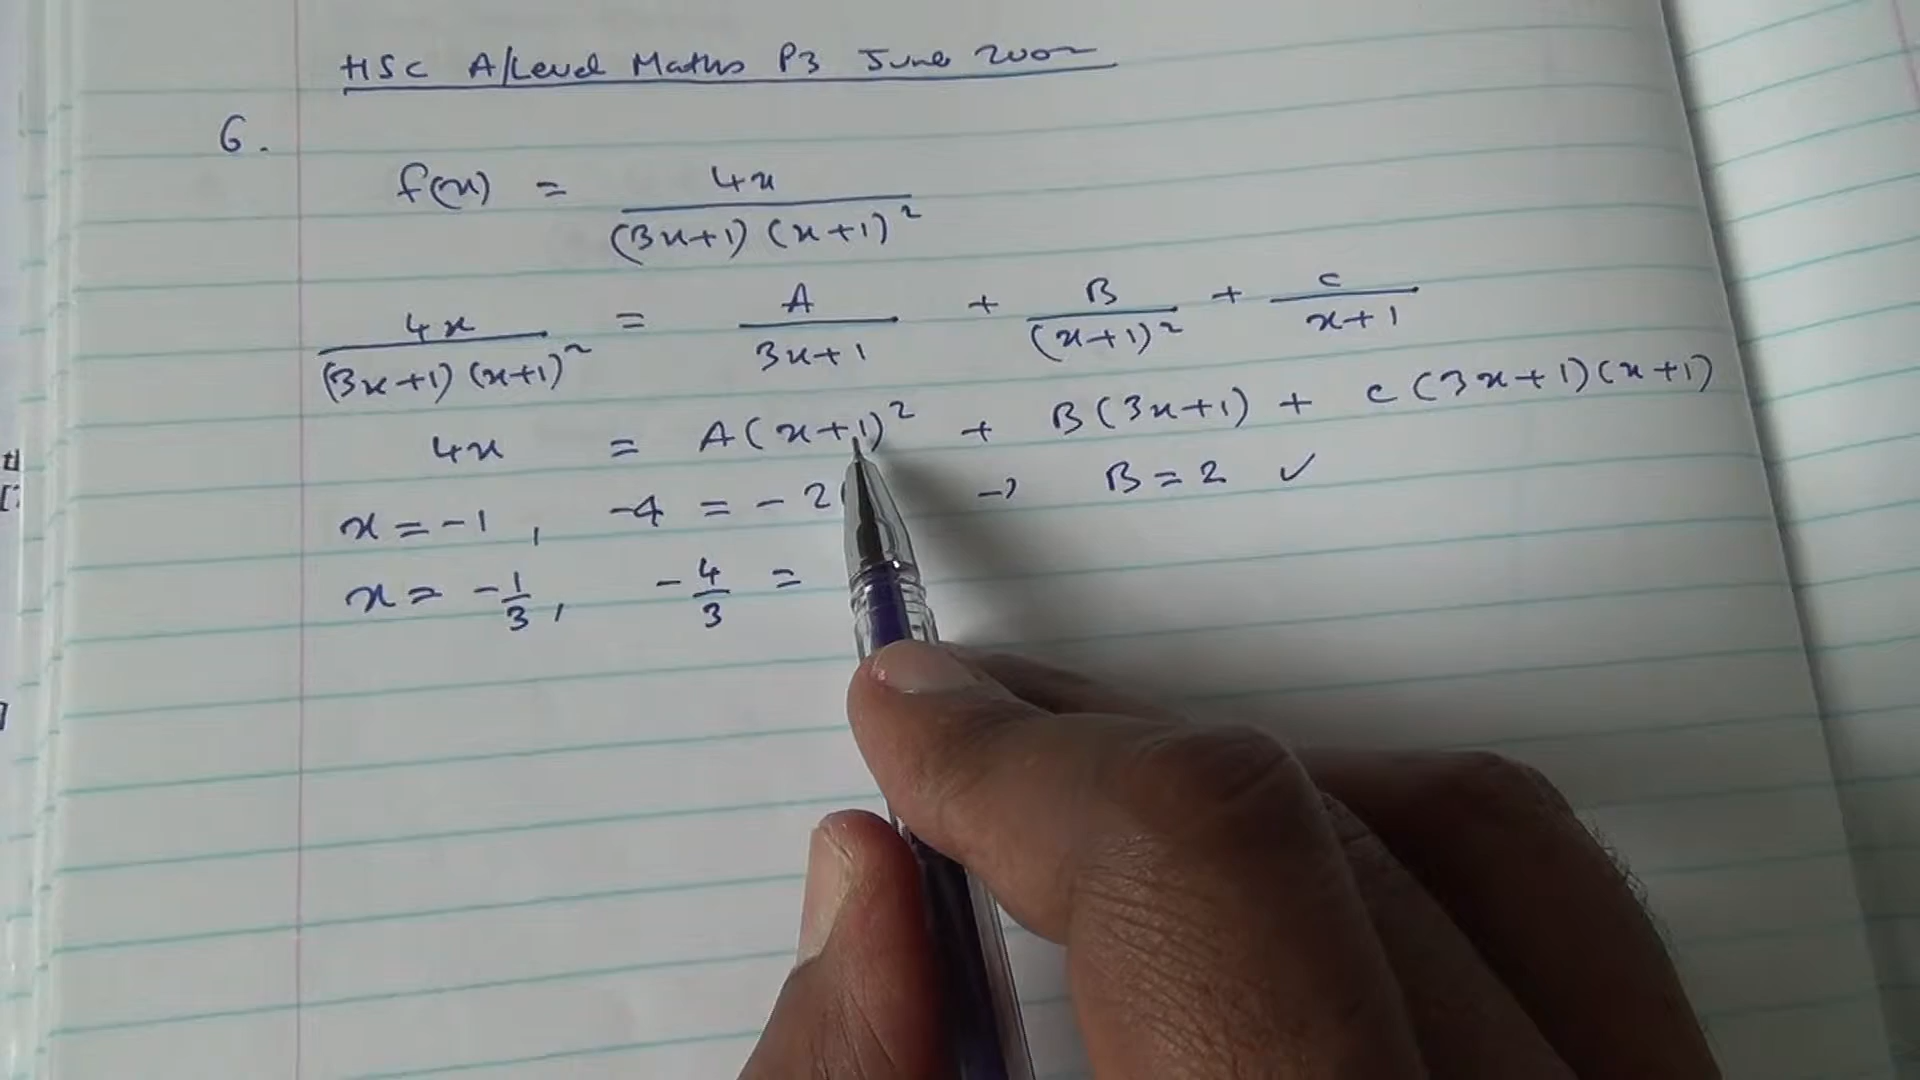 HSC A/Level Maths P3 June 2002
6.
f(x) = 4x / (3x+1)(x+1)²
4x / (3x+1)(x+1)² = A / 3x+1 + B / (x+1)² + C / x+1
4x = A(x+1)² + B(3x+1) + C(3x+1)(x+1)
x = -1, -4 = -2 → B = 2 ✓
x = -1/3, -4/3 =